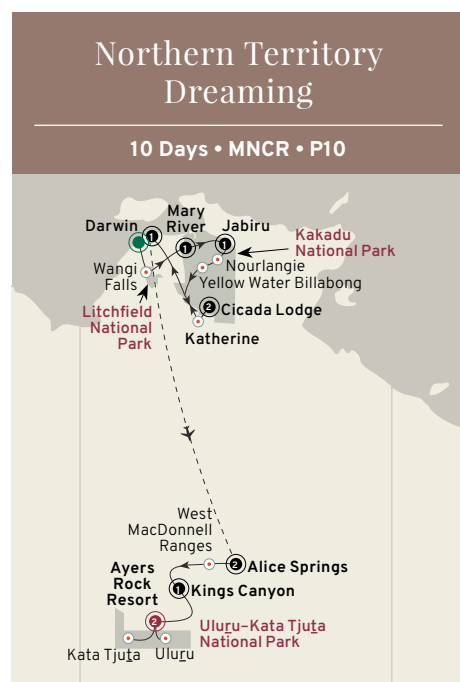 Northern Territory
Dreaming
10 Days • MNCR • P10
Darwin
1
Mary
River
1
Jabiru
1
Kakadu
National Park
Wangi
Falls
Nourlangie
Yellow Water Billabong
Litchfield
National
Park
2
Cicada Lodge
Katherine
West
MacDonnell
Ranges
2
Alice Springs
Ayers
Rock
Resort
1
Kings Canyon
2
Uluṟu–Kata Tjuṯa
National Park
Kata Tjuṯa
Uluṟu